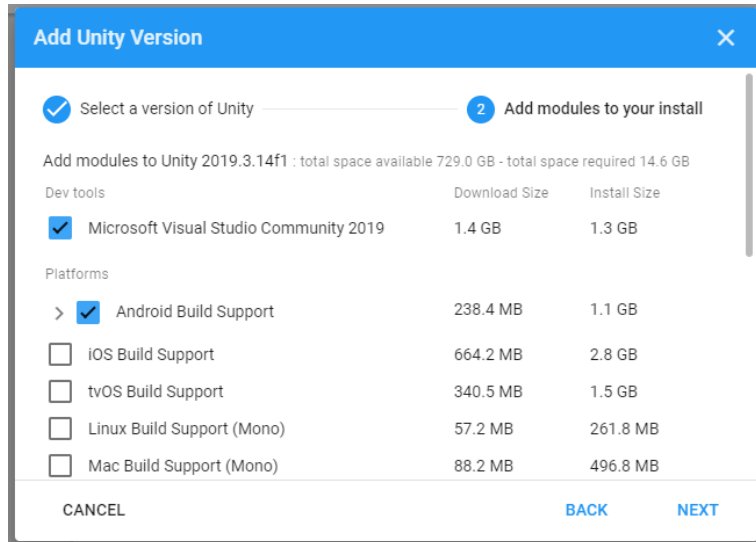 Add Unity Version
Select a version of Unity 2 Add modules to your install
Add modules to Unity 2019.3.14f1 : total space available 729.0 GB - total space required 14.6 GB
Dev tools Download Size Install Size
Microsoft Visual Studio Community 2019 1.4 GB 1.3 GB
Platforms
Android Build Support 238.4 MB 1.1 GB
iOS Build Support 664.2 MB 2.8 GB
tvOS Build Support 340.5 MB 1.5 GB
Linux Build Support (Mono) 57.2 MB 261.8 MB
Mac Build Support (Mono) 88.2 MB 496.8 MB
CANCEL BACK NEXT